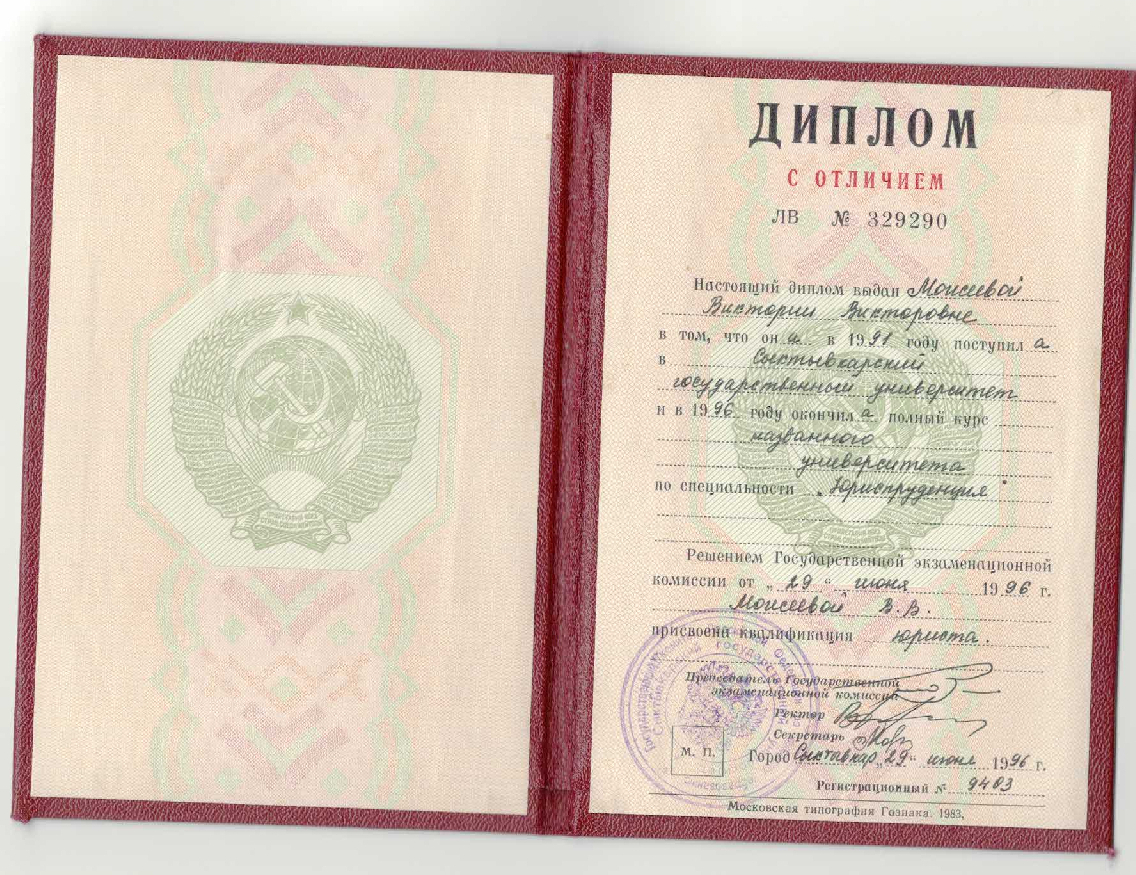 ДИПЛОМ
С ОТЛИЧИЕМ
ЛВ № 329290
Настоящий диплом выдан Моисеевой
Виктории Викторовне
в том, что он а в 1991 году поступил а
в Сыктывкарский
государственный университет
и в 1996 году окончил а полный курс
названного
университета
по специальности „Юриспруденция"
Решением Государственной экзаменационной
комиссии от „ 29 " июня 1996 г.
Моисеевой В.В.
присвоена квалификация юриста.
Председатель Государственной
экзаменационной комиссии
Ректор
Секретарь
М. П.
Город Сыктывкар „29" июня 1996 г.
Регистрационный № 9403
Московская типография Гознака. 1983.